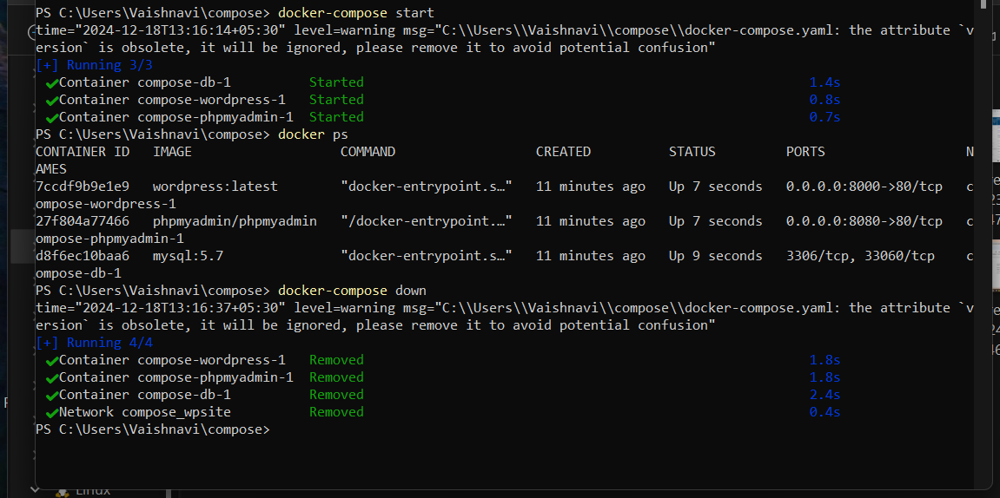 PS C:\Users\Vaishnavi\compose> docker-compose start
time="2024-12-18T13:16:14+05:30" level=warning msg="C:\\Users\\Vaishnavi\\compose\\docker-compose.yaml: the attribute `v
ersion` is obsolete, it will be ignored, please remove it to avoid potential confusion"
[+] Running 3/3
✔Container compose-db-1 Started 1.4s
✔Container compose-wordpress-1 Started 0.8s
✔Container compose-phpmyadmin-1 Started 0.7s
PS C:\Users\Vaishnavi\compose> docker ps
CONTAINER ID IMAGE COMMAND CREATED STATUS PORTS N
AMES
7ccdf9b9e1e9 wordpress:latest "docker-entrypoint.s…" 11 minutes ago Up 7 seconds 0.0.0.0:8000->80/tcp c
ompose-wordpress-1
27f804a77466 phpmyadmin/phpmyadmin "/docker-entrypoint.…" 11 minutes ago Up 7 seconds 0.0.0.0:8080->80/tcp c
ompose-phpmyadmin-1
d8f6ec10baa6 mysql:5.7 "docker-entrypoint.s…" 11 minutes ago Up 9 seconds 3306/tcp, 33060/tcp c
ompose-db-1
PS C:\Users\Vaishnavi\compose> docker-compose down
time="2024-12-18T13:16:37+05:30" level=warning msg="C:\\Users\\Vaishnavi\\compose\\docker-compose.yaml: the attribute `v
ersion` is obsolete, it will be ignored, please remove it to avoid potential confusion"
[+] Running 4/4
✔Container compose-wordpress-1 Removed 1.8s
✔Container compose-phpmyadmin-1 Removed 1.8s
✔Container compose-db-1 Removed 2.4s
✔Network compose_wpsite Removed 0.4s
PS C:\Users\Vaishnavi\compose>
Linux